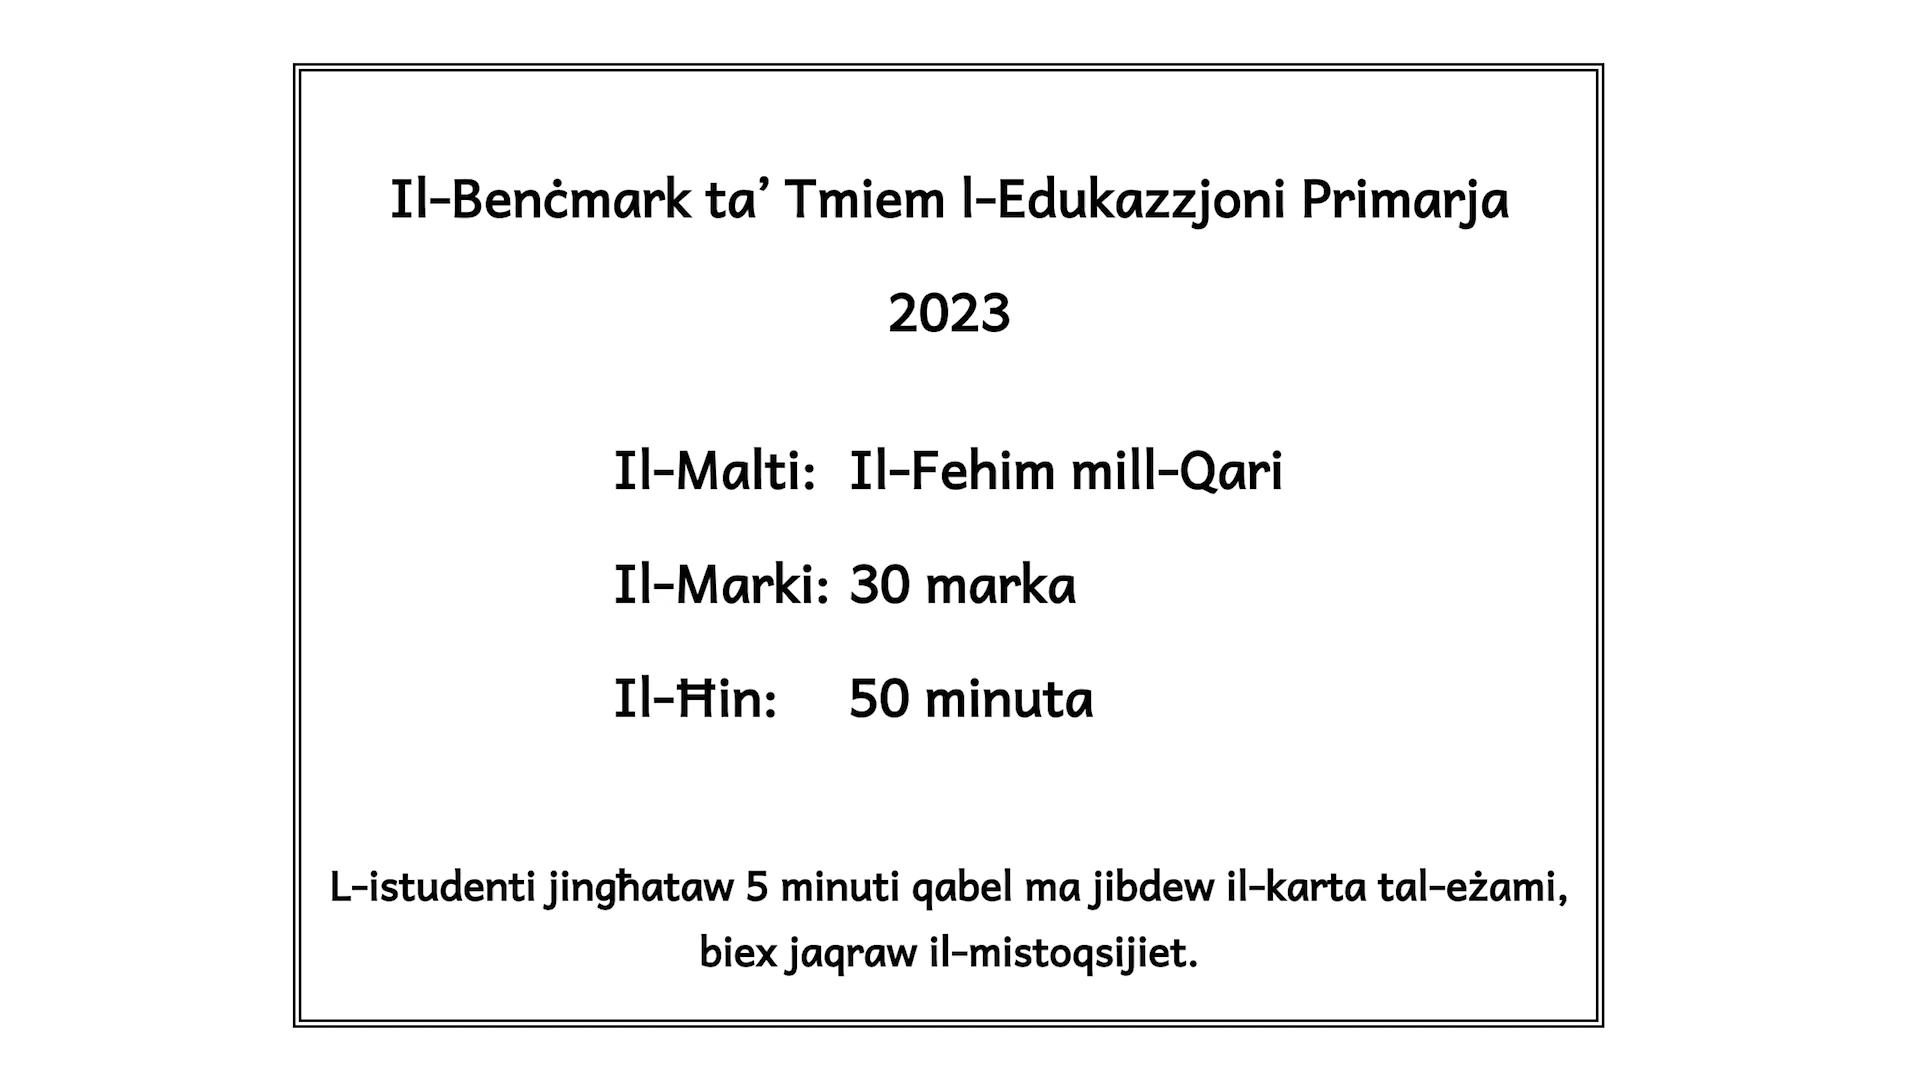 Il-Benċmark ta’ Tmiem l-Edukazzjoni Primarja
2023
Il-Malti: Il-Fehim mill-Qari
Il-Marki: 30 marka
Il-Ħin: 50 minuta
L-istudenti jingħataw 5 minuti qabel ma jibdew il-karta tal-eżami,
biex jaqraw il-mistoqsijiet.